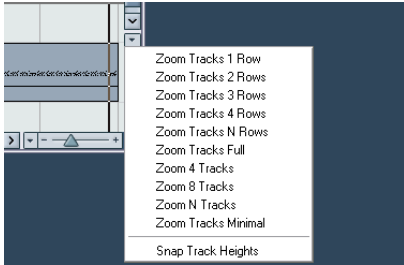 Zoom Tracks 1 Row
Zoom Tracks 2 Rows
Zoom Tracks 3 Rows
Zoom Tracks 4 Rows
Zoom Tracks N Rows
Zoom Tracks Full
Zoom 4 Tracks
Zoom 8 Tracks
Zoom N Tracks
Zoom Tracks Minimal
Snap Track Heights